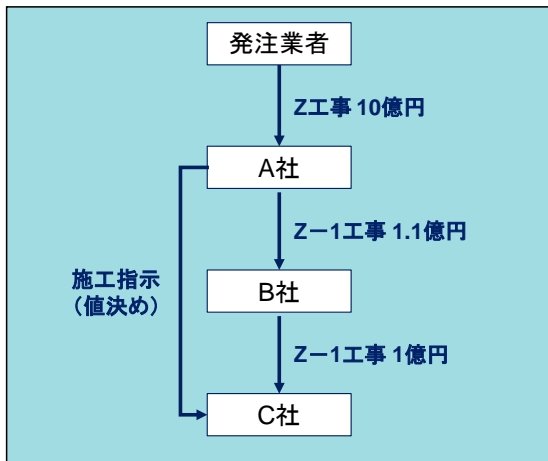 発注業者
Z工事 10億円
A社
Z－1工事 1.1億円
施工指示
（値決め）
B社
Z－1工事 1億円
C社